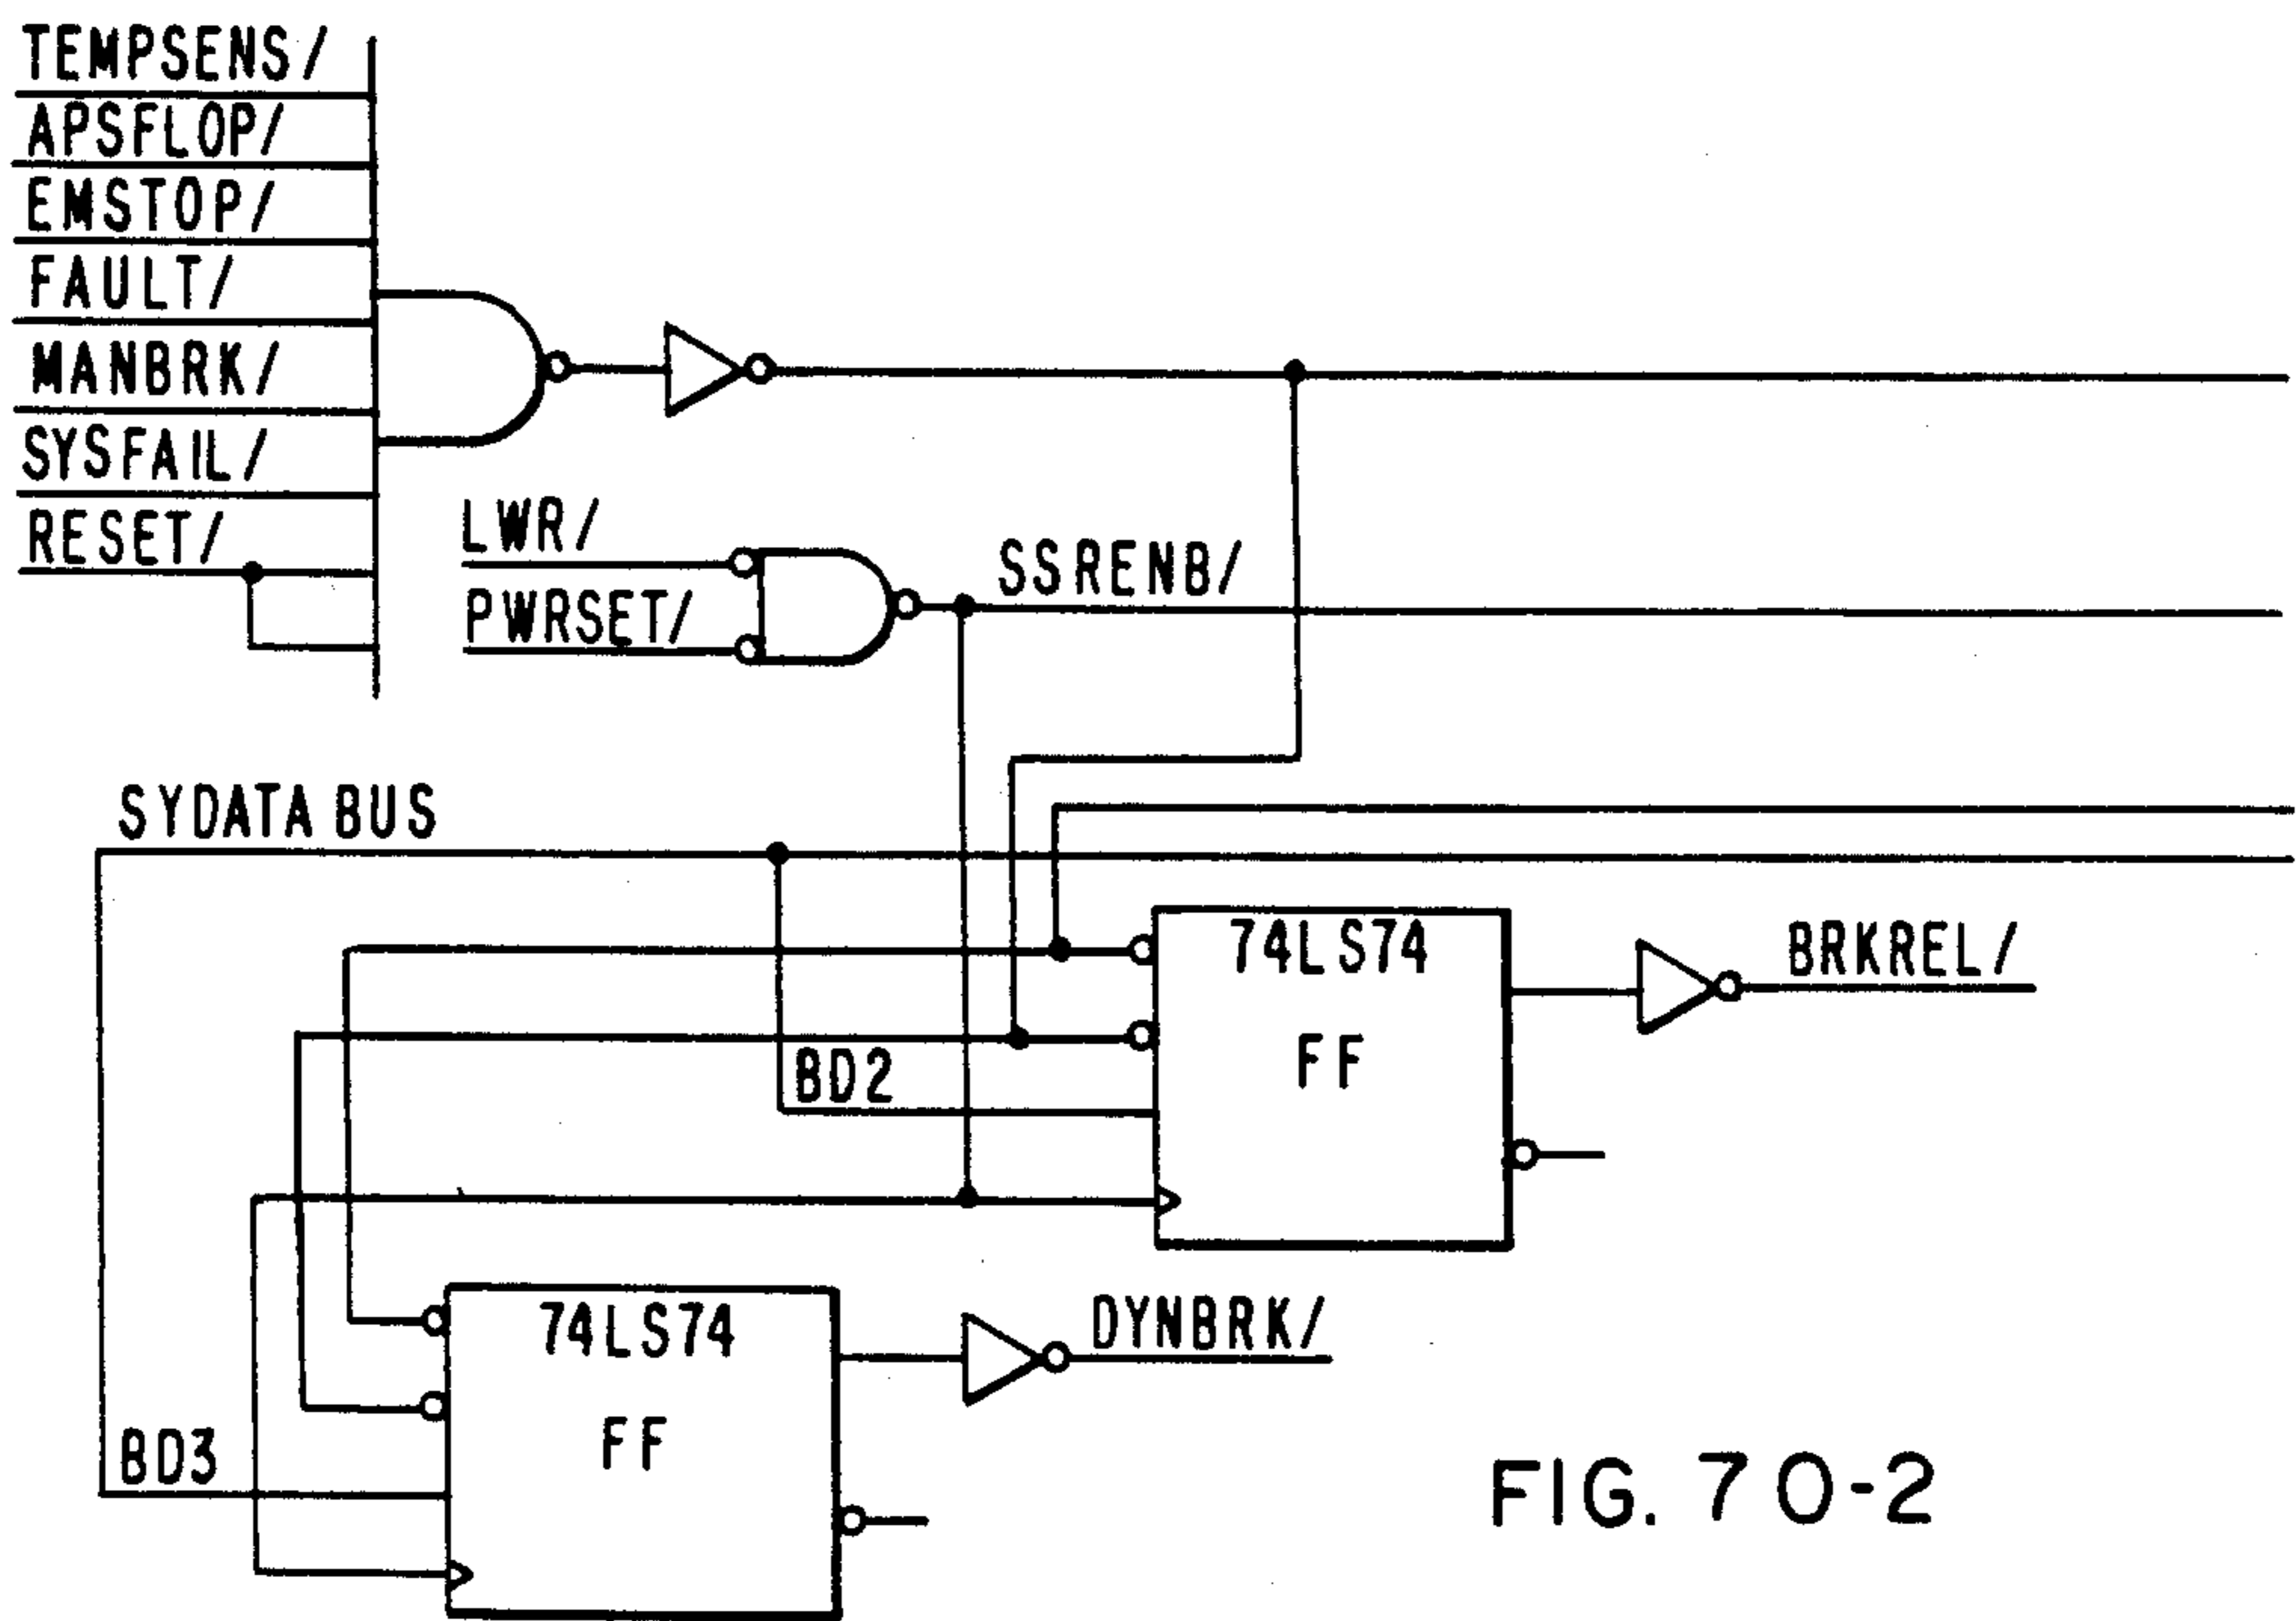 TEMPSENS/
APSFLOP/
EMSTOP/
FAULT/
MANBRK/
SYSFAIL/
RESET/
LWR/
PWRSET/
SSRENB/
SYDATA BUS
74LS74
FF
BRKREL/
BD2
74LS74
FF
DYNBRK/
BD3
FIG. 70-2